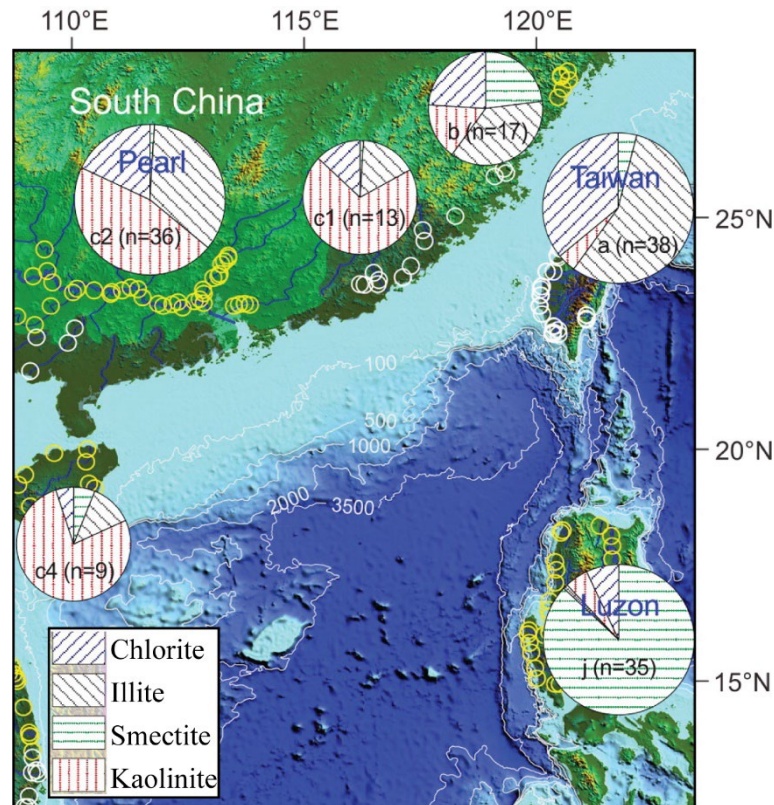 110°E 115°E 120°E
South China
b (n=17)
Pearl
Taiwan
c2 (n=36)
c1 (n=13)
a (n=38)
25°N
100
500
1000
20°N
2000
3500
c4 (n=9)
Luzon
j (n=35)
Chlorite
Illite
Smectite
Kaolinite
15°N